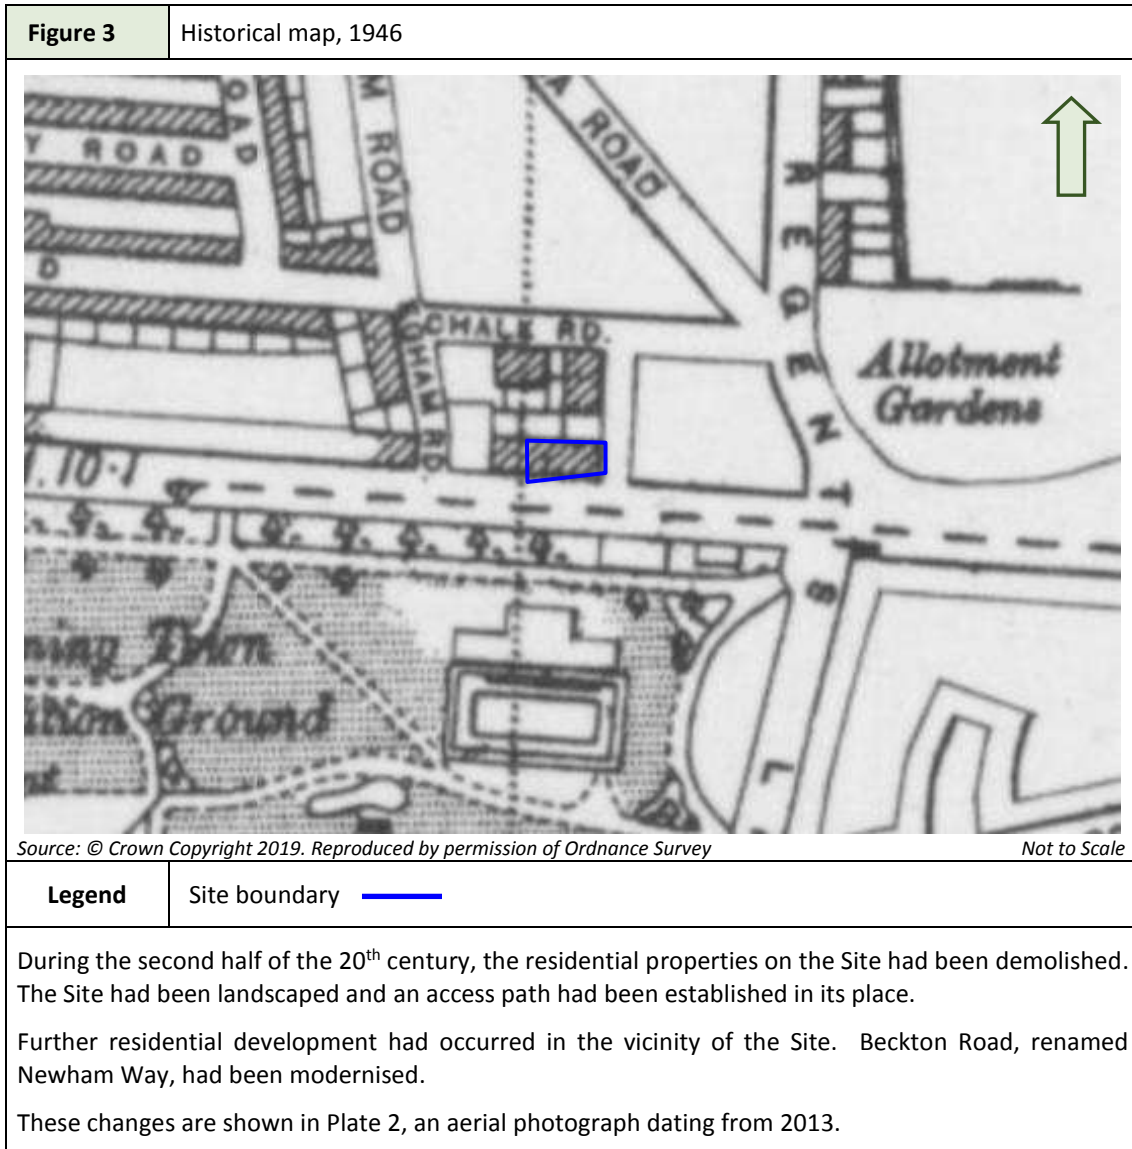 Figure 3
Historical map, 1946
OAD
M ROAD
A ROAD
Y ROAD
D
REGENT'S L
CHALK RD.
EGHAM RD.
Allotment
Gardens
Ground
Source: © Crown Copyright 2019. Reproduced by permission of Ordnance Survey
Not to Scale
Legend
Site boundary
During the second half of the 20th century, the residential properties on the Site had been demolished.
The Site had been landscaped and an access path had been established in its place.
Further residential development had occurred in the vicinity of the Site. Beckton Road, renamed
Newham Way, had been modernised.
These changes are shown in Plate 2, an aerial photograph dating from 2013.